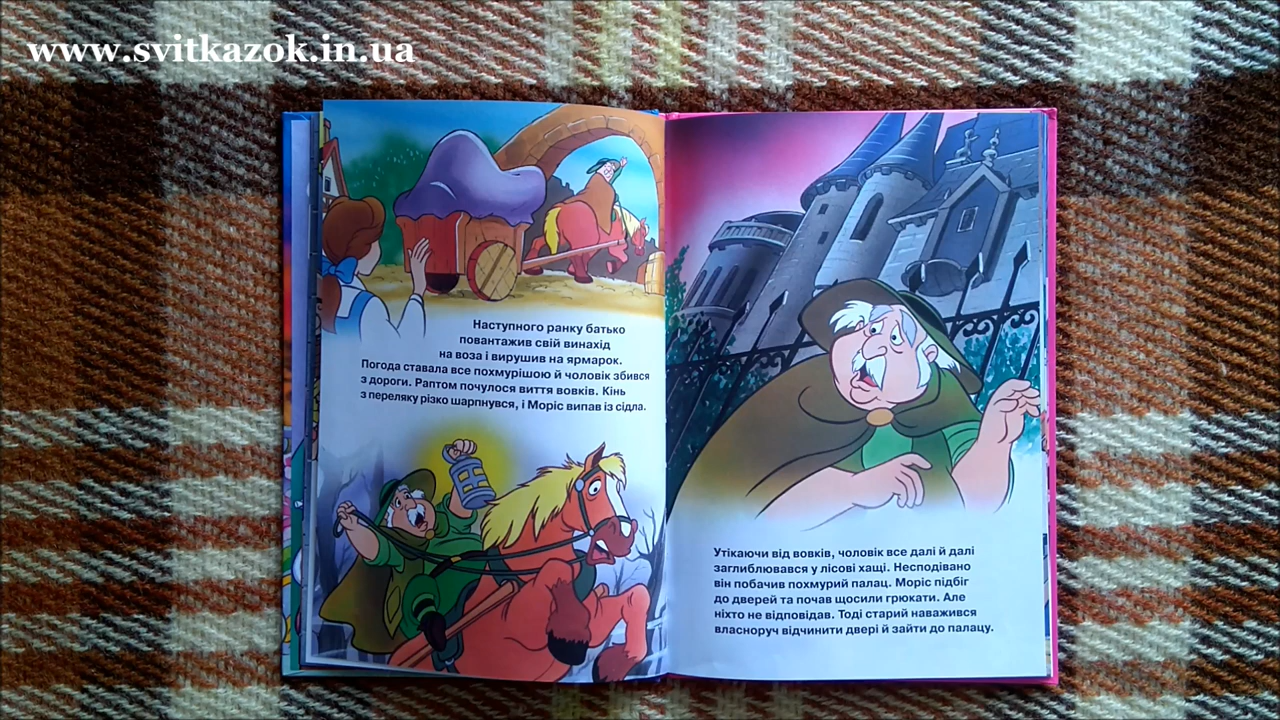 www.svitkazok.in.ua
Наступного ранку батько
повантажив свій винахід
на воза і вирушив на ярмарок.
Погода ставала все похмурішою й чоловік збився
з дороги. Раптом почулося виття вовків. Кінь
з переляку різко шарпнувся, і Моріс випав із сідла.
Утікаючи від вовків, чоловік все далі й далі
заглиблювався у лісові хащі. Несподівано
він побачив похмурий палац. Моріс підбіг
до дверей та почав щосили грюкати. Але
ніхто не відповідав. Тоді старий наважився
власноруч відчинити двері й зайти до палацу.